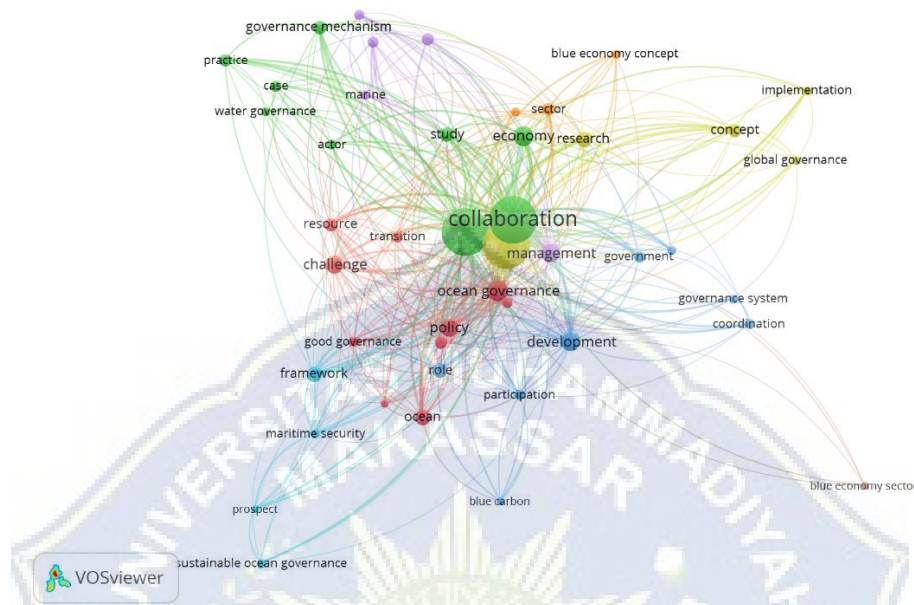 governance mechanism
practice
blue economy concept
case
marine
implementation
water governance
sector
study
economy
research
concept
actor
global governance
resource
collaboration
transition
challenge
management
government
ocean governance
governance system
policy
coordination
good governance
development
framework
role
participation
ocean
maritime security
blue economy sector
prospect
blue carbon
sustainable ocean governance
VOSviewer
MAKASSAR